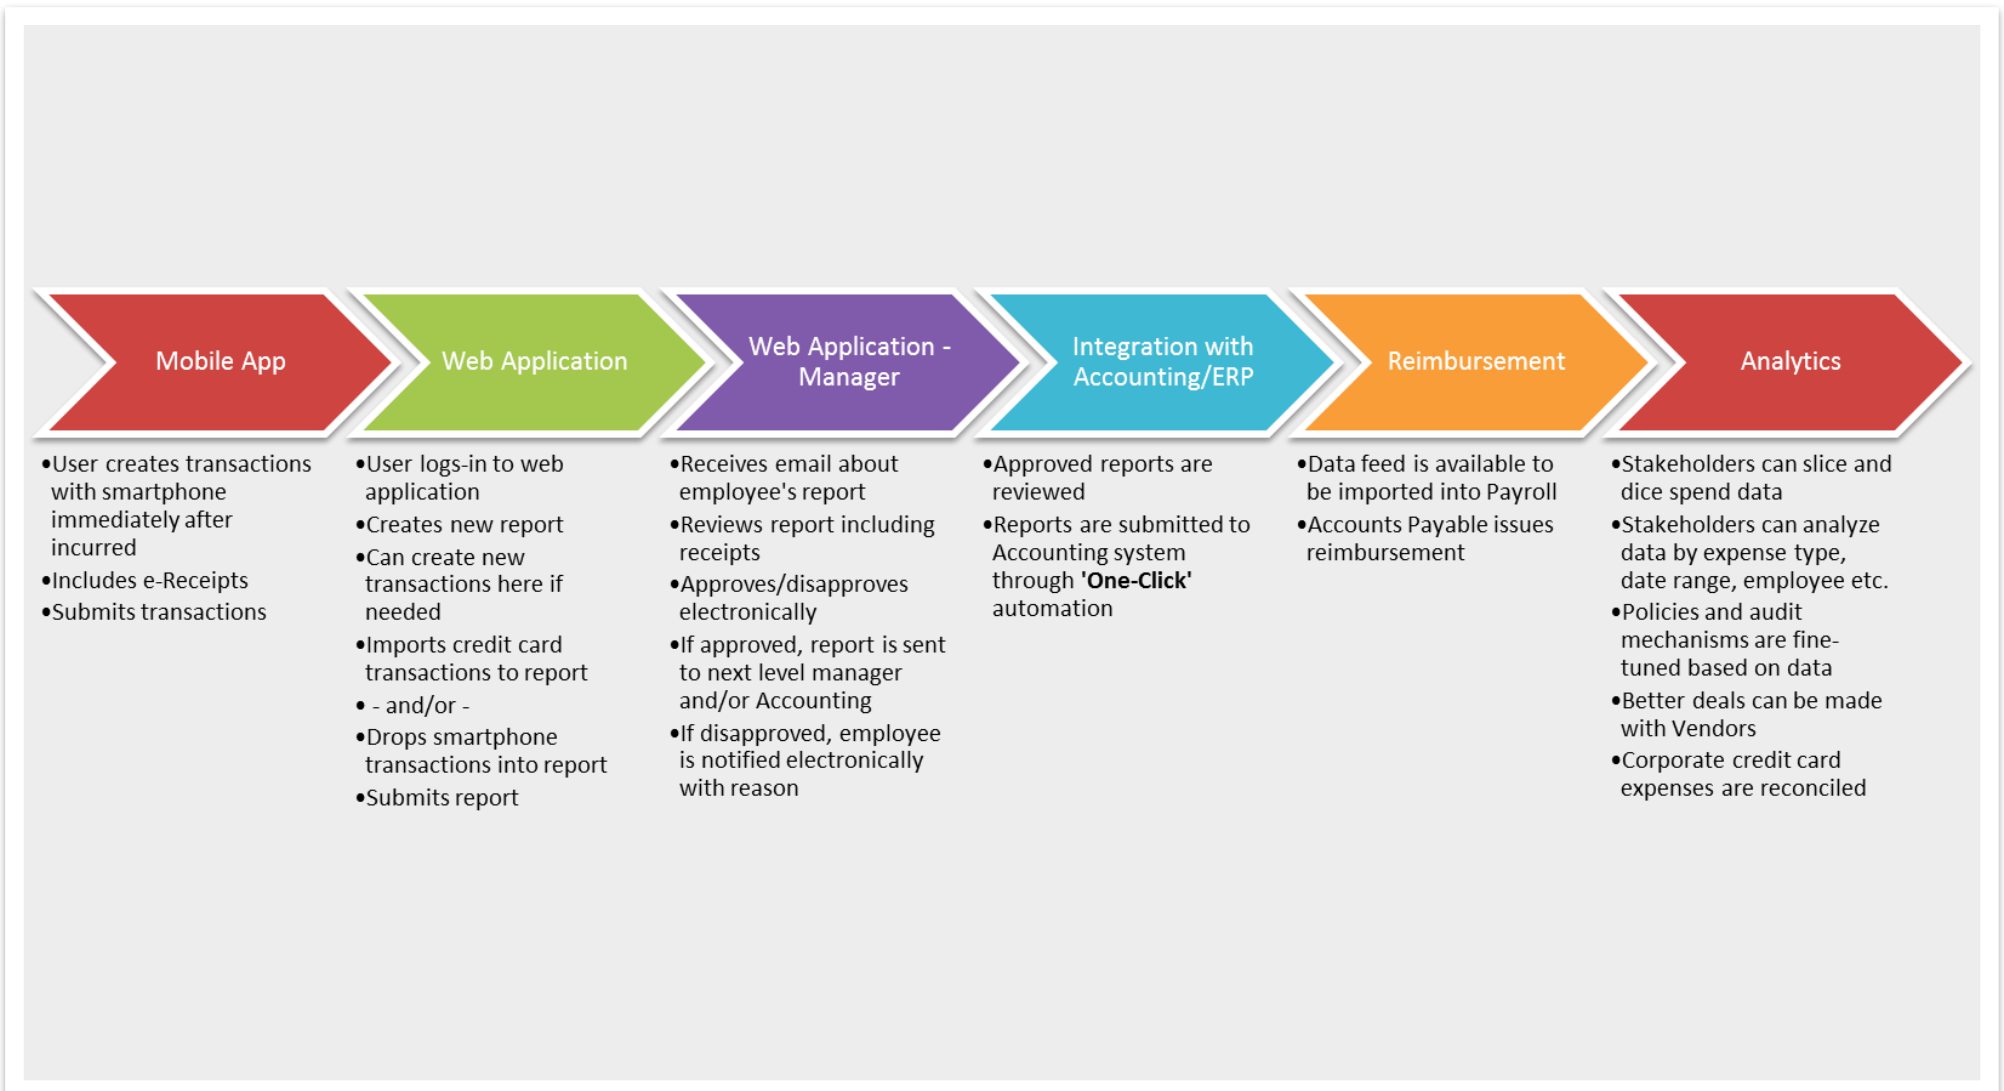 Mobile App
Web Application
Web Application -
Manager
Integration with
Accounting/ERP
Reimbursement
Analytics
•User creates transactions
with smartphone
immediately after
incurred
•Includes e-Receipts
•Submits transactions
•User logs-in to web
application
•Creates new report
•Can create new
transactions here if
needed
•Imports credit card
transactions to report
• - and/or -
•Drops smartphone
transactions into report
•Submits report
•Receives email about
employee's report
•Reviews report including
receipts
•Approves/disapproves
electronically
•If approved, report is sent
to next level manager
and/or Accounting
•If disapproved, employee
is notified electronically
with reason
•Approved reports are
reviewed
•Reports are submitted to
Accounting system
through 'One-Click'
automation
•Data feed is available to
be imported into Payroll
•Accounts Payable issues
reimbursement
•Stakeholders can slice and
dice spend data
•Stakeholders can analyze
data by expense type,
date range, employee etc.
•Policies and audit
mechanisms are fine-
tuned based on data
•Better deals can be made
with Vendors
•Corporate credit card
expenses are reconciled